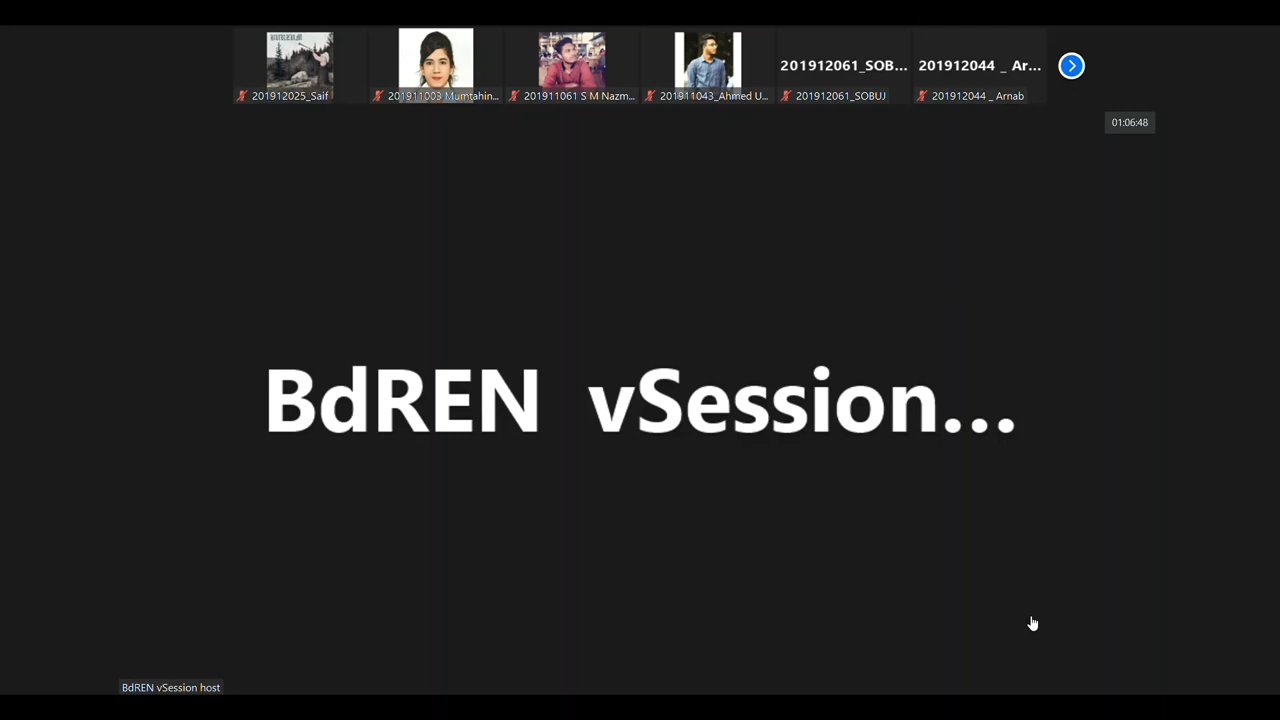 201912061_SOB...
201912044 _ Ar...
201912025_Saif
201911003 Mumtahin...
201911061 S M Nazm...
201911043_Ahmed U...
201912061_SOBUJ
201912044 _ Arnab
01:06:48
BdREN vSession...
BdREN vSession host